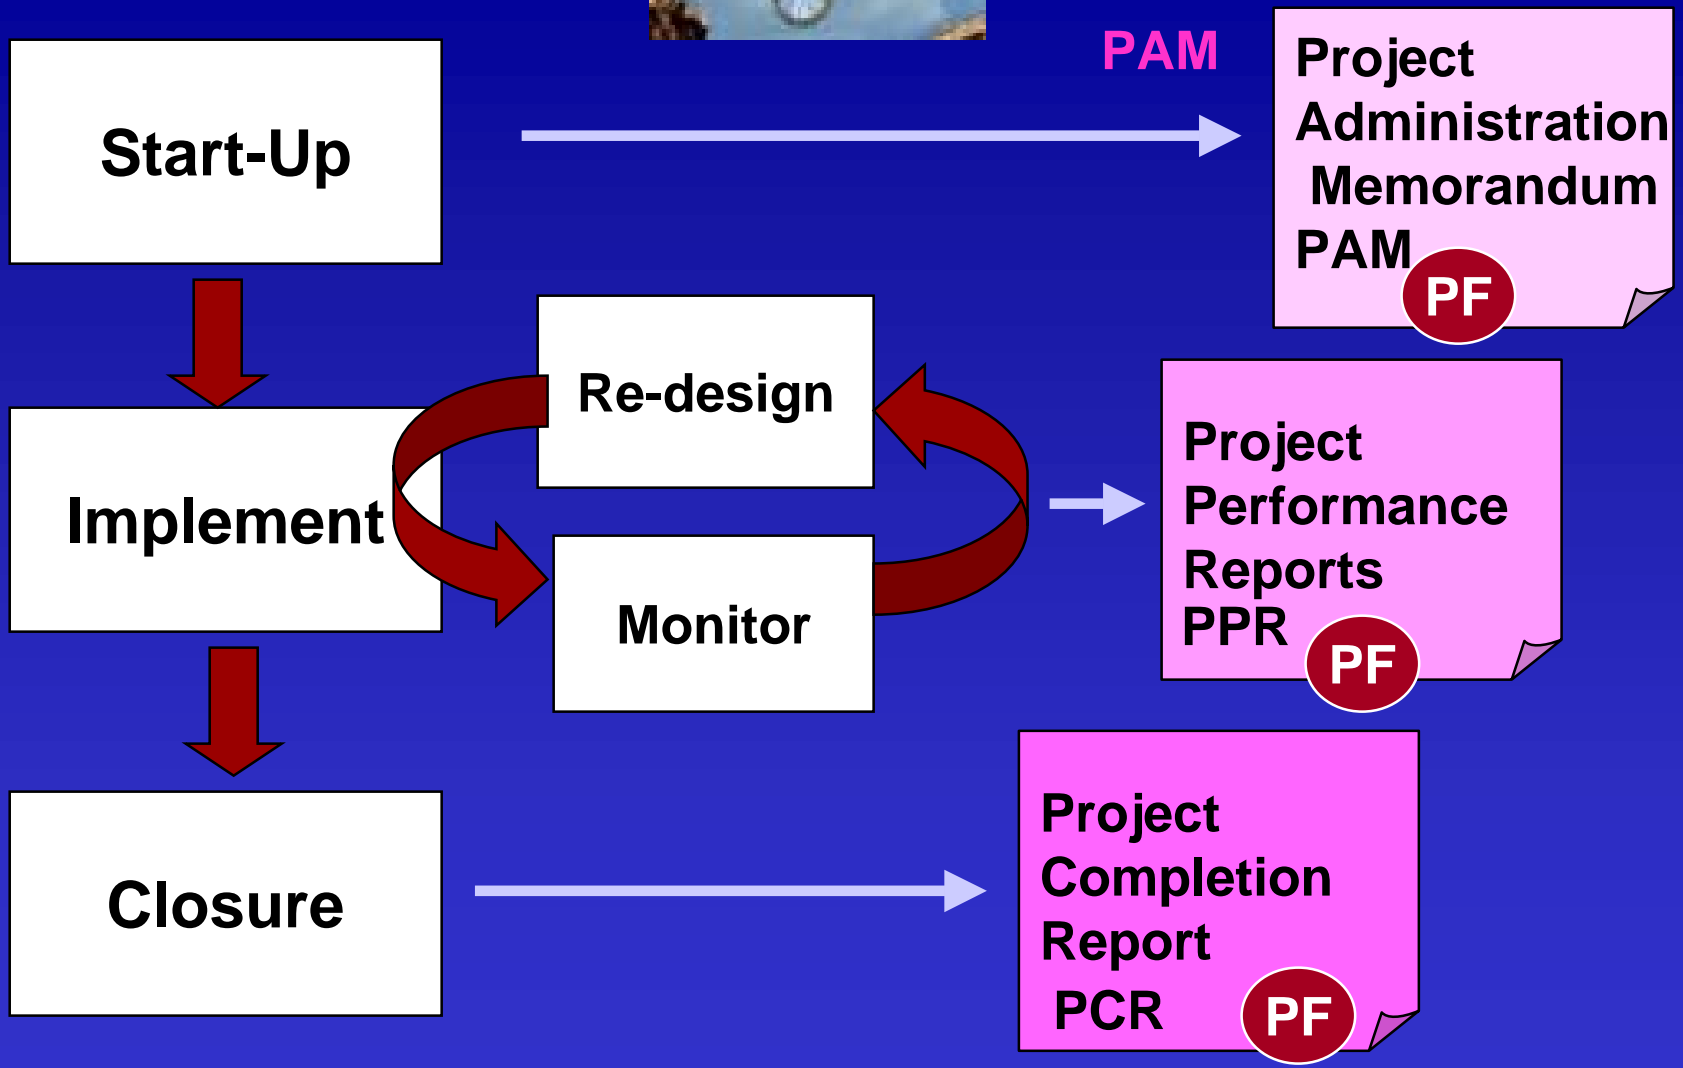 PAM
Project
Administration
Memorandum
PAM
PF
Start-Up
Re-design
Implement
Monitor
Project
Performance
Reports
PPR
PF
Closure
Project
Completion
Report
PCR
PF